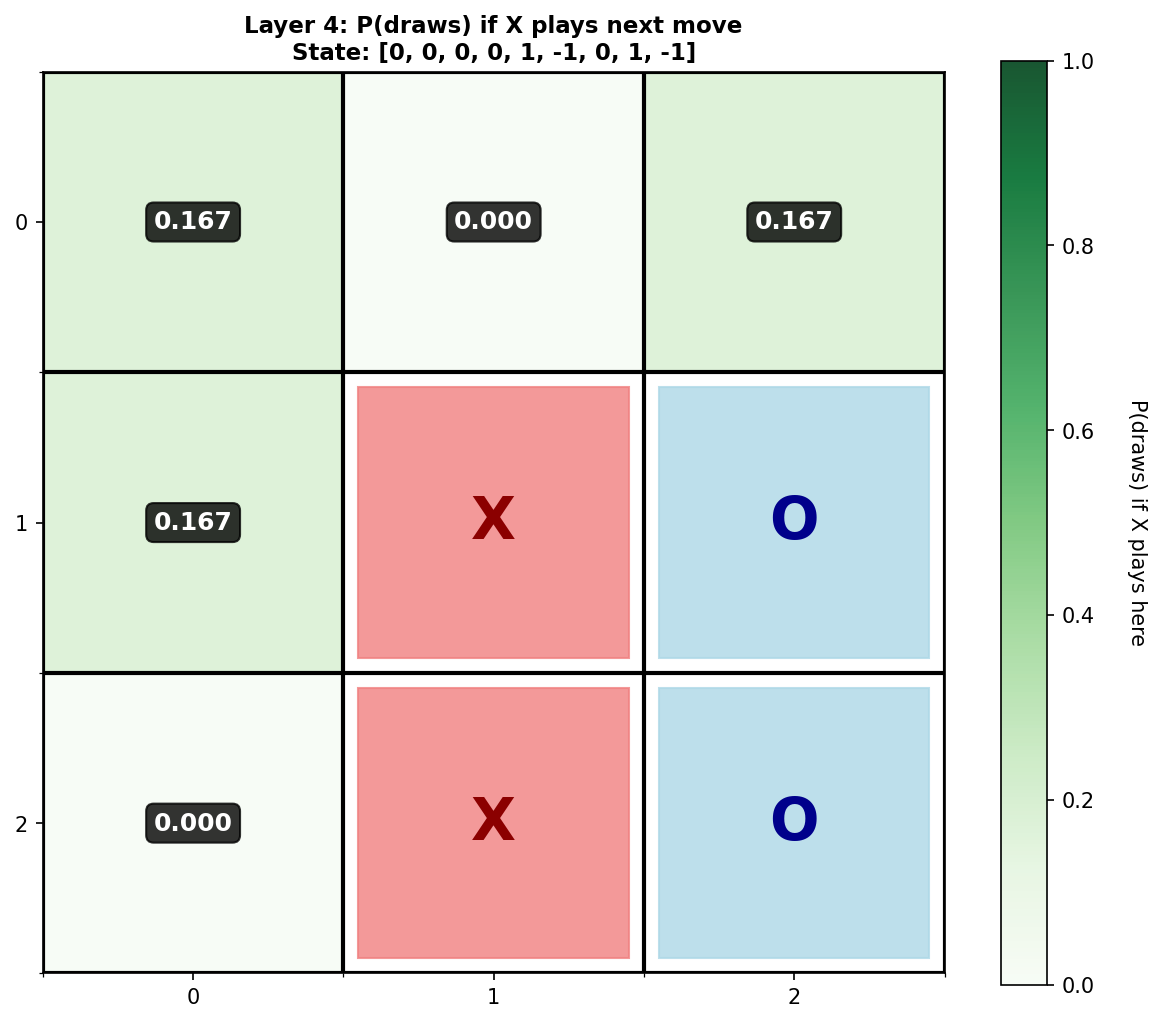 Layer 4: P(draws) if X plays next move
State: [0, 0, 0, 0, 1, -1, 0, 1, -1]
0
0.167
0.000
0.167
1
0.167
X
O
2
0.000
X
O
0
1
2
1.0
0.8
0.6
0.4
0.2
0.0
P(draws) if X plays here